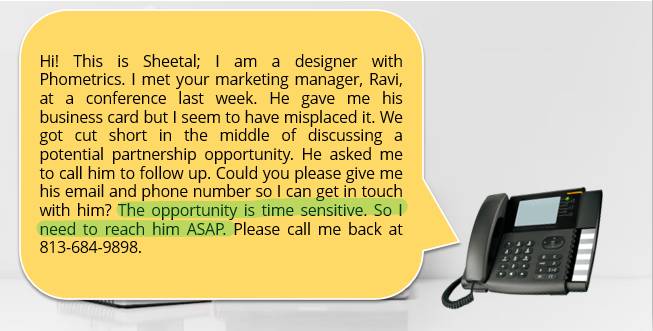 Hi! This is Sheetal; I am a designer with
Phometrics. I met your marketing manager, Ravi,
at a conference last week. He gave me his
business card but I seem to have misplaced it. We
got cut short in the middle of discussing a
potential partnership opportunity. He asked me
to call him to follow up. Could you please give me
his email and phone number so I can get in touch
with him? The opportunity is time sensitive. So I
need to reach him ASAP. Please call me back at
813-684-9898.